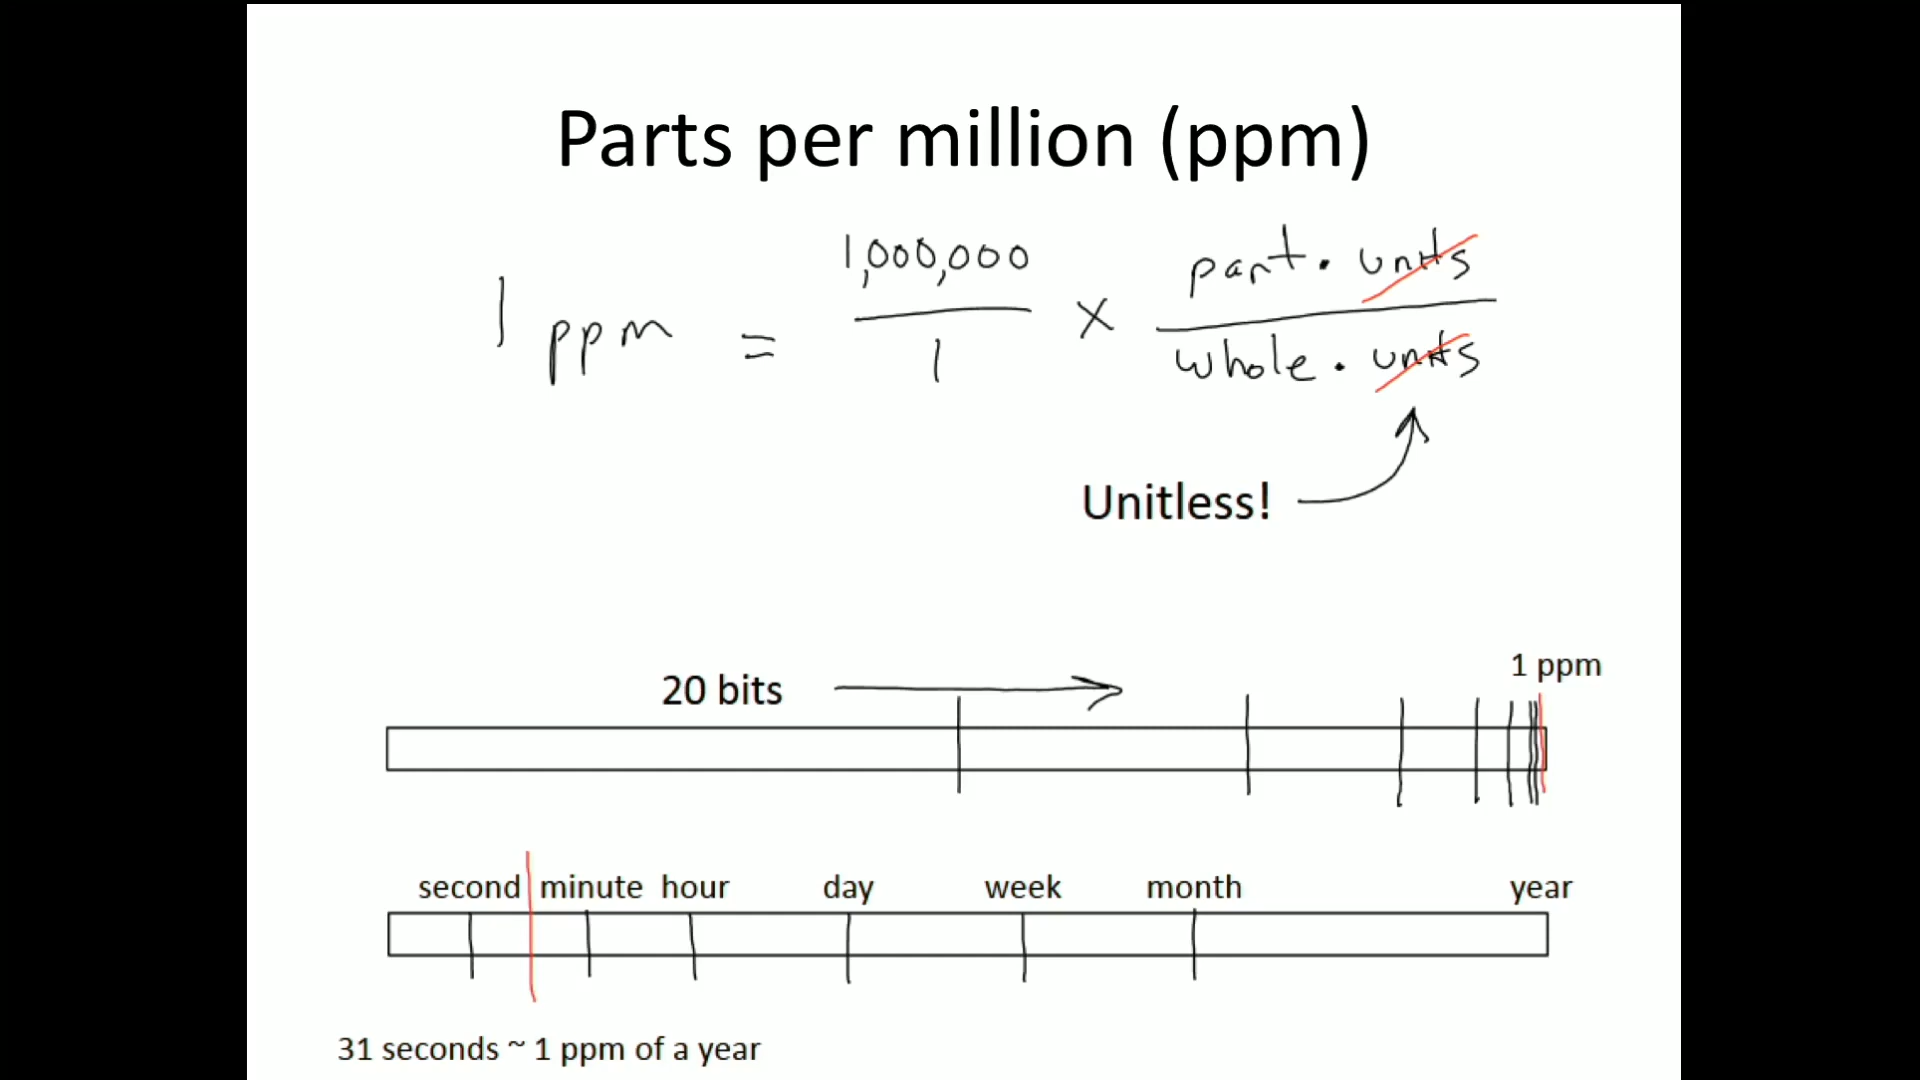 Parts per million (ppm)
1 ppm = 1,000,000 / 1 x part · units / whole · units
Unitless!
1 ppm
20 bits
second minute hour day week month year
31 seconds ~ 1 ppm of a year